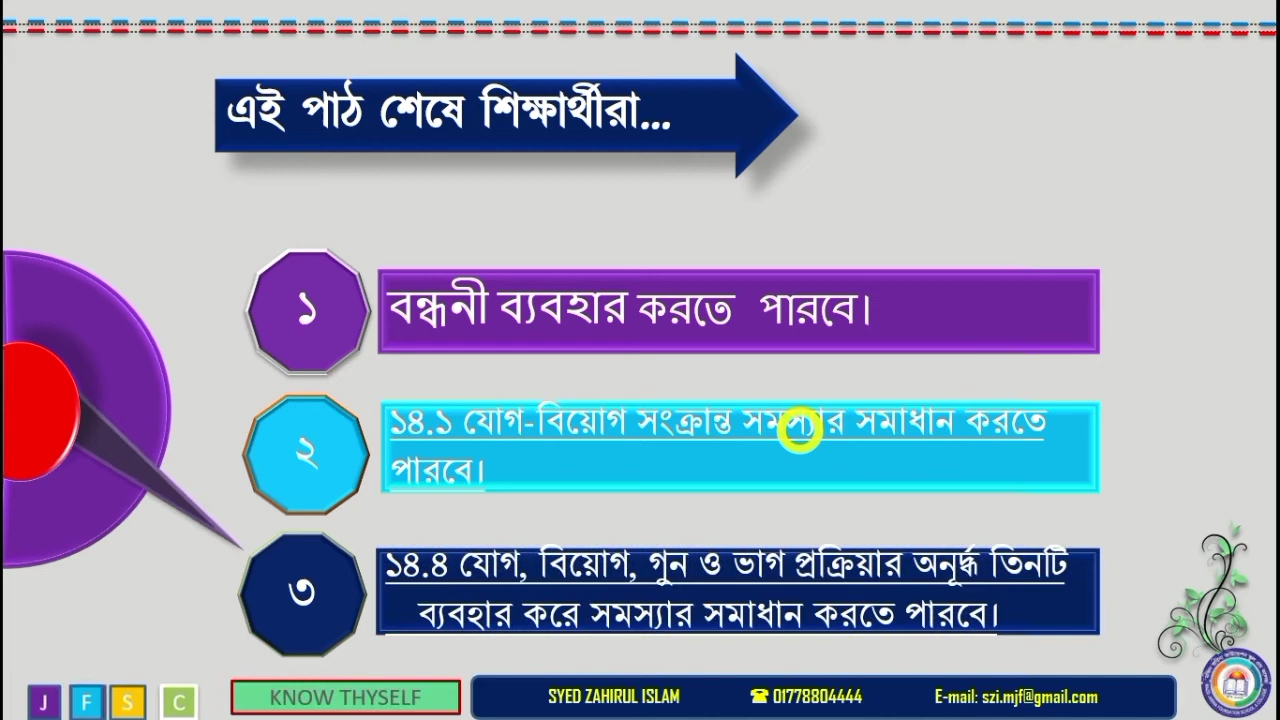 এই পাঠ শেষে শিক্ষার্থীরা...
১
বন্ধনী ব্যবহার করতে পারবে।
২
১৪.১ যোগ-বিয়োগ সংক্রান্ত সমস্যার সমাধান করতে
পারবে।
৩
১৪.৪ যোগ, বিয়োগ, গুন ও ভাগ প্রক্রিয়ার অনূর্দ্ধ তিনটি
ব্যবহার করে সমস্যার সমাধান করতে পারবে।
J F S C
KNOW THYSELF
SYED ZAHIRUL ISLAM ☎ 01778804444 E-mail: szi.mjf@gmail.com